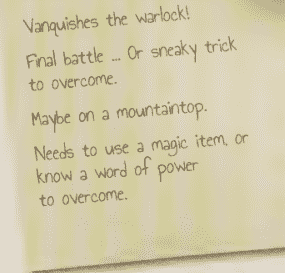 Vanquishes the warlock!
Final battle ... Or sneaky trick
to overcome.
Maybe on a mountaintop.
Needs to use a magic item, or
know a word of power
to overcome.